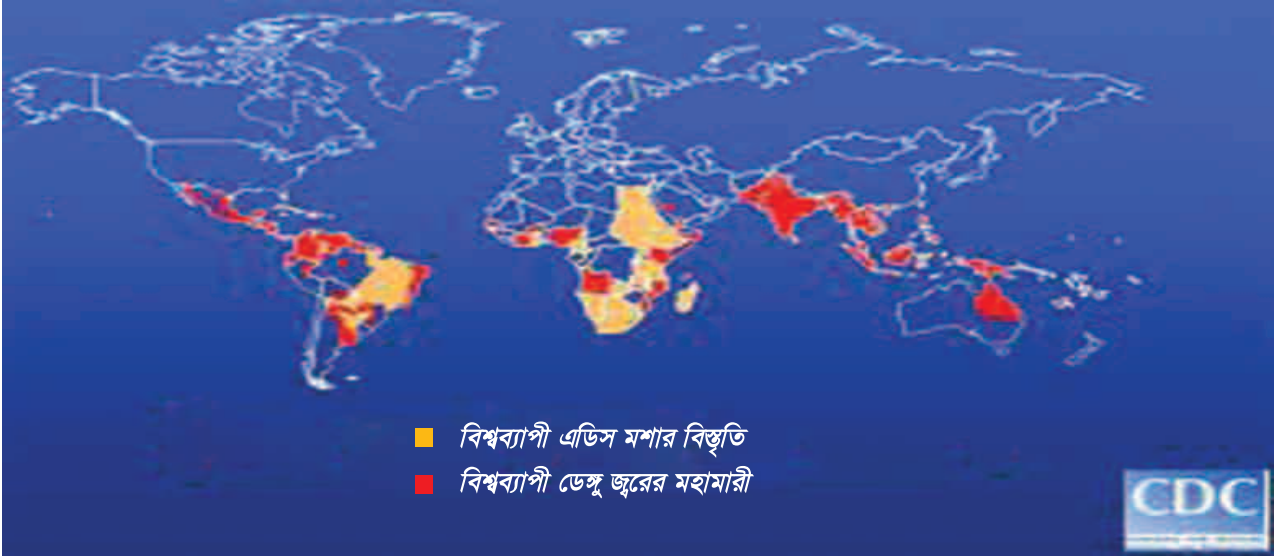 বিশ্বব্যাপী এডিস মশার বিস্তৃতি
বিশ্বব্যাপী ডেঙ্গু জ্বরের মহামারী
CDC